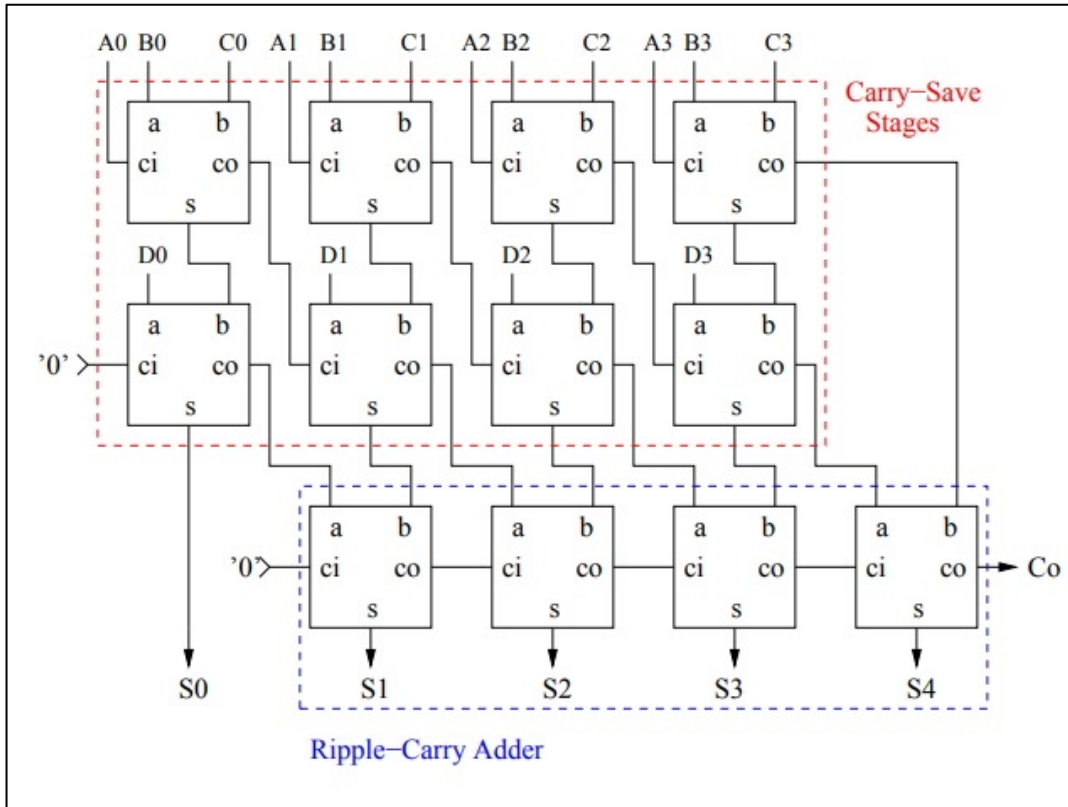 A0 B0 C0 A1 B1 C1 A2 B2 C2 A3 B3 C3
Carry-Save
Stages
a b a b a b a b
ci co ci co ci co ci co
s s s s
D0 D1 D2 D3
a b a b a b a b
'0' ci co ci co ci co ci co
s s s s
a b a b a b a b
'0' ci co ci co ci co ci co Co
s s s s
S0 S1 S2 S3 S4
Ripple-Carry Adder